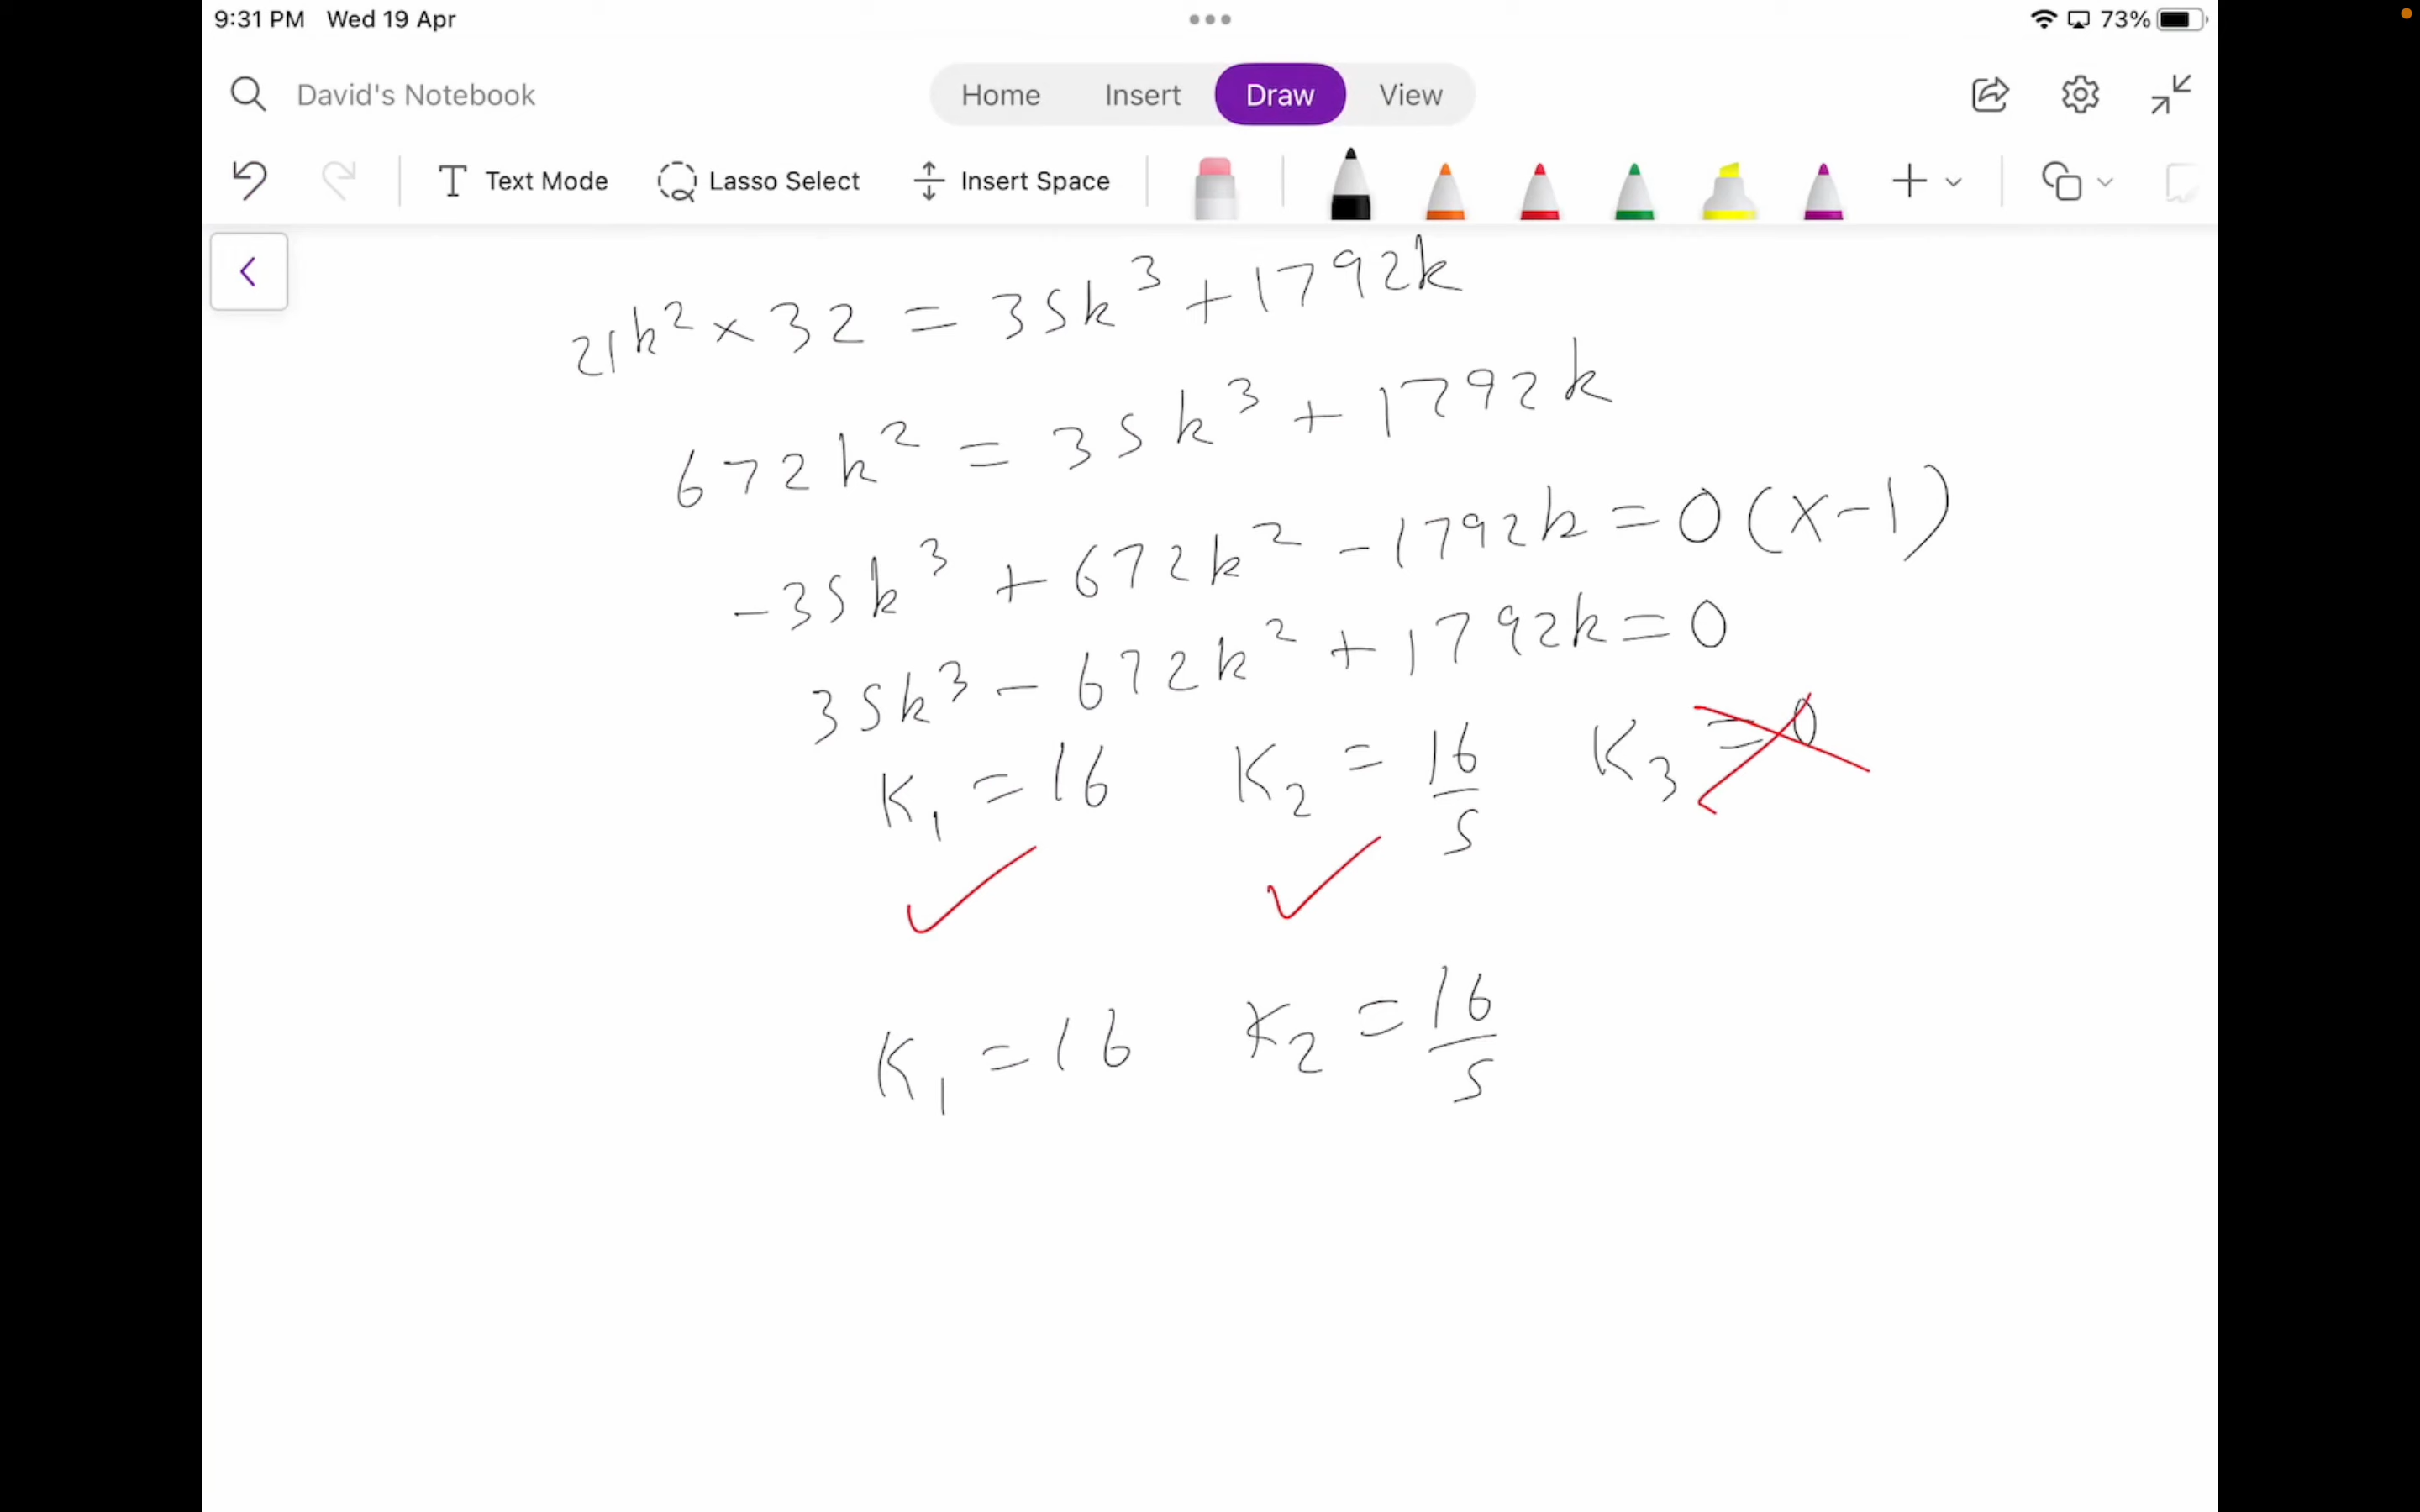 9:31 PM Wed 19 Apr 73%
David's Notebook Home Insert Draw View
Text Mode Lasso Select Insert Space
21k² × 32 = 35k³ + 1792k
672k² = 35k³ + 1792k
-35k³ + 672k² - 1792k = 0 (x-1)
35k³ - 672k² + 1792k = 0
K₁ = 16 K₂ = 16/5 K₃ = 0
K₁ = 16 K₂ = 16/5